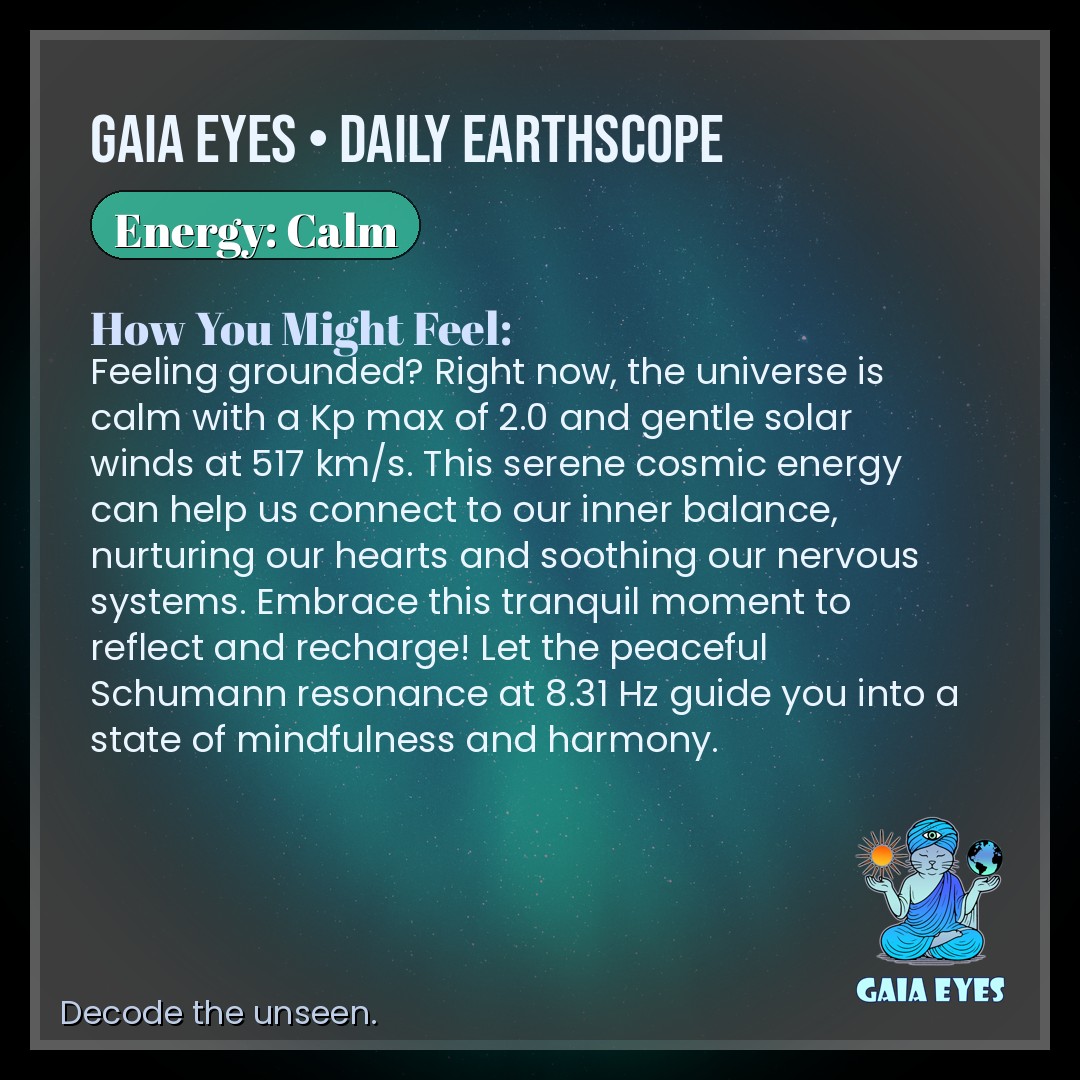 GAIA EYES • DAILY EARTHSCOPE
Energy: Calm
How You Might Feel:
Feeling grounded? Right now, the universe is
calm with a Kp max of 2.0 and gentle solar
winds at 517 km/s. This serene cosmic energy
can help us connect to our inner balance,
nurturing our hearts and soothing our nervous
systems. Embrace this tranquil moment to
reflect and recharge! Let the peaceful
Schumann resonance at 8.31 Hz guide you into a
state of mindfulness and harmony.
GAIA EYES
Decode the unseen.